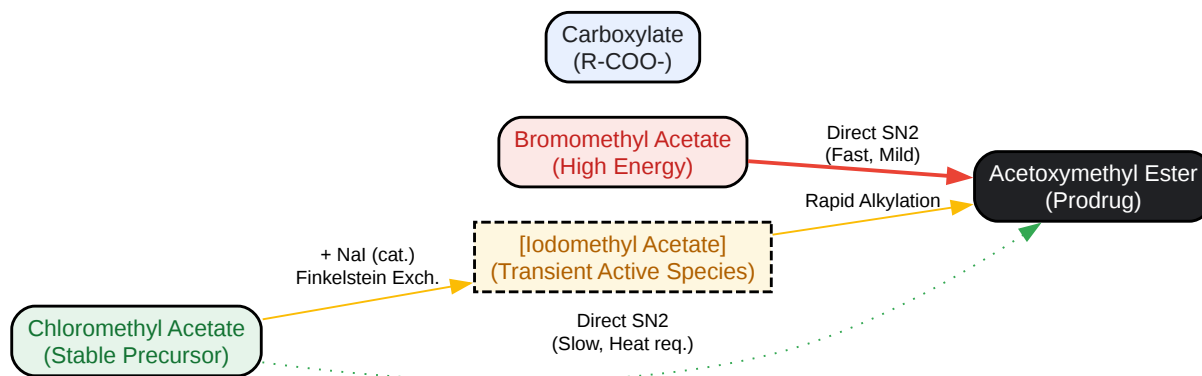 Carboxylate
(R-COO-)
Bromomethyl Acetate
(High Energy)
Direct SN2
(Fast, Mild)
Acetoxymethyl Ester
(Prodrug)
Rapid Alkylation
[Iodomethyl Acetate]
(Transient Active Species)
+ NaI (cat.)
Finkelstein Exch.
Chloromethyl Acetate
(Stable Precursor)
Direct SN2
(Slow, Heat req.)